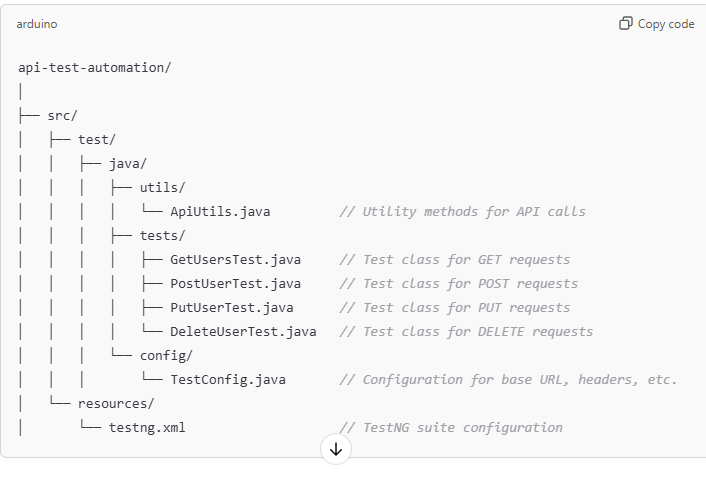 arduino Copy code
api-test-automation/
│
├── src/
│   ├── test/
│   │   ├── java/
│   │   │   ├── utils/
│   │   │   │   └── ApiUtils.java         // Utility methods for API calls
│   │   │   ├── tests/
│   │   │   │   ├── GetUsersTest.java     // Test class for GET requests
│   │   │   │   ├── PostUserTest.java     // Test class for POST requests
│   │   │   │   ├── PutUserTest.java      // Test class for PUT requests
│   │   │   │   └── DeleteUserTest.java   // Test class for DELETE requests
│   │   │   └── config/
│   │   │       └── TestConfig.java       // Configuration for base URL, headers, etc.
│   └── resources/
│       └── testng.xml                    // TestNG suite configuration